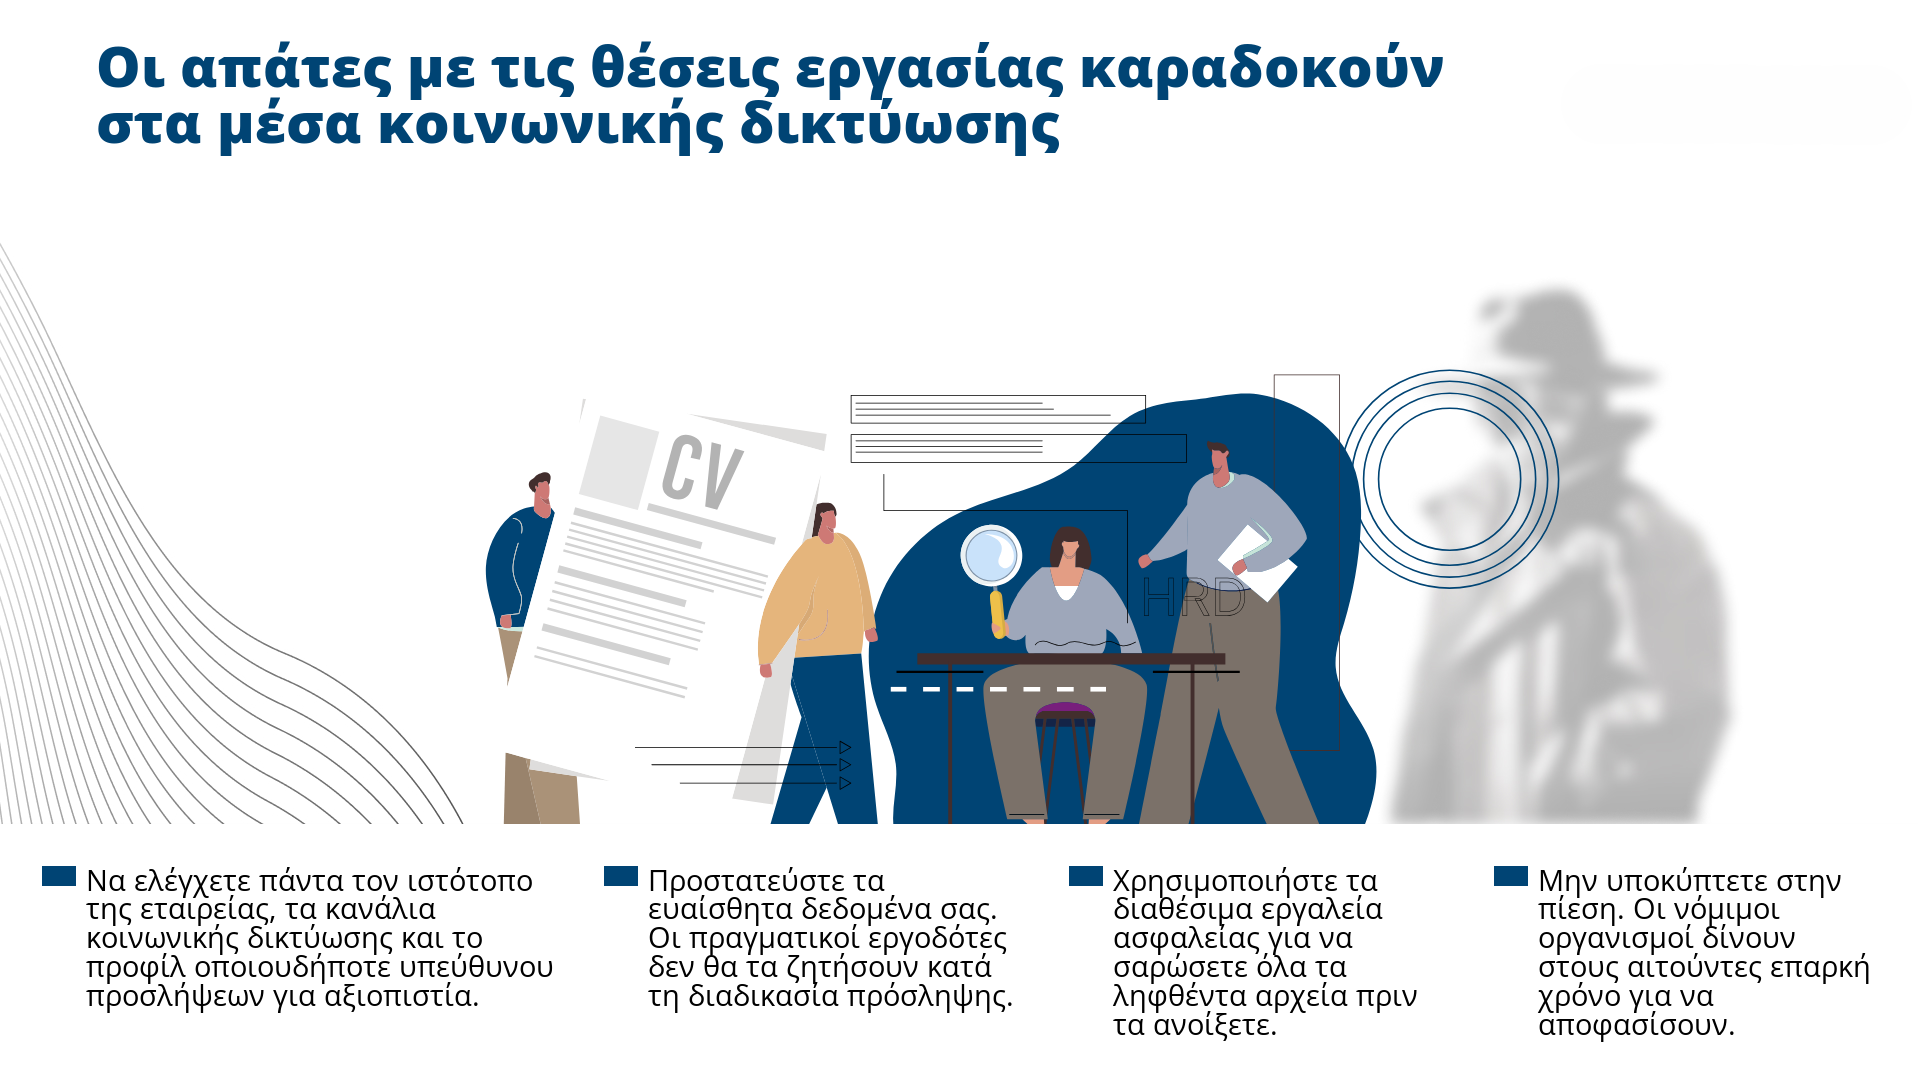 Οι απάτες με τις θέσεις εργασίας καραδοκούν
στα μέσα κοινωνικής δικτύωσης
CV
HRD
Να ελέγχετε πάντα τον ιστότοπο
της εταιρείας, τα κανάλια
κοινωνικής δικτύωσης και το
προφίλ οποιουδήποτε υπεύθυνου
προσλήψεων για αξιοπιστία.
Προστατεύστε τα
ευαίσθητα δεδομένα σας.
Οι πραγματικοί εργοδότες
δεν θα τα ζητήσουν κατά
τη διαδικασία πρόσληψης.
Χρησιμοποιήστε τα
διαθέσιμα εργαλεία
ασφαλείας για να
σαρώσετε όλα τα
ληφθέντα αρχεία πριν
τα ανοίξετε.
Μην υποκύπτετε στην
πίεση. Οι νόμιμοι
οργανισμοί δίνουν
στους αιτούντες επαρκή
χρόνο για να
αποφασίσουν.